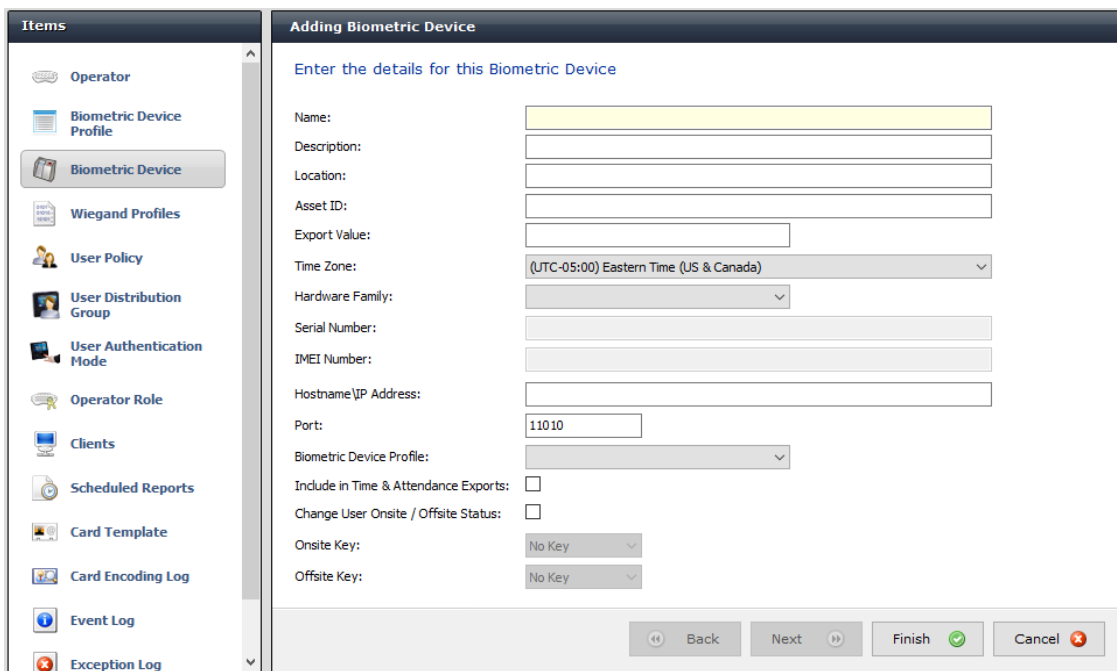 Items
Operator
Biometric Device
Profile
Biometric Device
Wiegand Profiles
User Policy
User Distribution
Group
User Authentication
Mode
Operator Role
Clients
Scheduled Reports
Card Template
Card Encoding Log
Event Log
Exception Log
Adding Biometric Device
Enter the details for this Biometric Device
Name:
Description:
Location:
Asset ID:
Export Value:
Time Zone: (UTC-05:00) Eastern Time (US & Canada)
Hardware Family:
Serial Number:
IMEI Number:
Hostname\IP Address:
Port: 11010
Biometric Device Profile:
Include in Time & Attendance Exports:
Change User Onsite / Offsite Status:
Onsite Key: No Key
Offsite Key: No Key
Back Next Finish Cancel